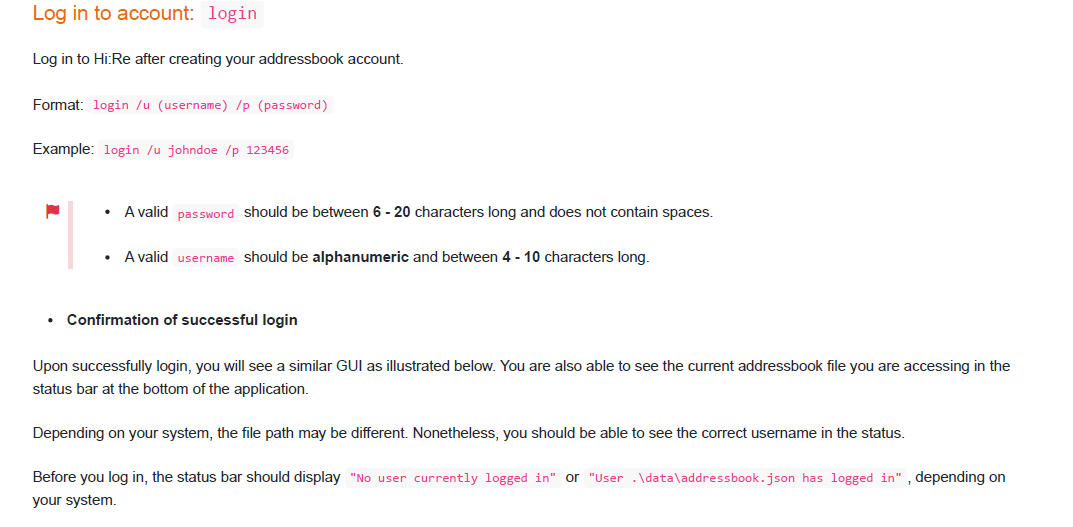 Log in to account: login
Log in to Hi:Re after creating your addressbook account.
Format: login /u (username) /p (password)
Example: login /u johndoe /p 123456
• A valid password should be between 6 - 20 characters long and does not contain spaces.
• A valid username should be alphanumeric and between 4 - 10 characters long.
• Confirmation of successful login
Upon successfully login, you will see a similar GUI as illustrated below. You are also able to see the current addressbook file you are accessing in the
status bar at the bottom of the application.
Depending on your system, the file path may be different. Nonetheless, you should be able to see the correct username in the status.
Before you log in, the status bar should display "No user currently logged in" or "User .\data\addressbook.json has logged in" , depending on
your system.